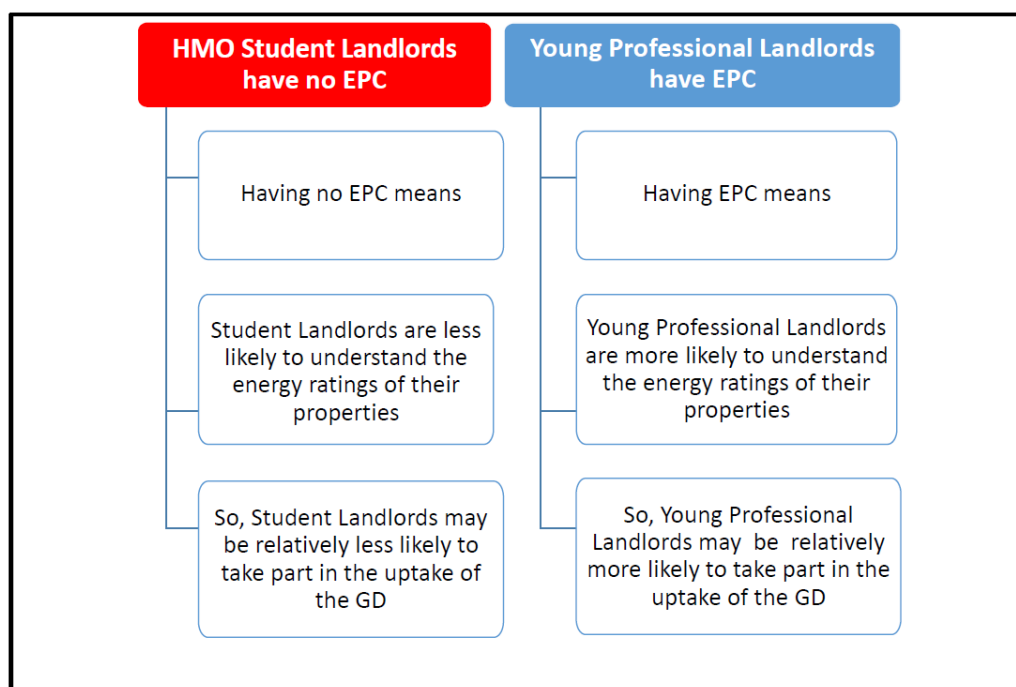 HMO Student Landlords
have no EPC
Having no EPC means
Student Landlords are less
likely to understand the
energy ratings of their
properties
So, Student Landlords may
be relatively less likely to
take part in the uptake of
the GD
Young Professional Landlords
have EPC
Having EPC means
Young Professional Landlords
are more likely to understand
the energy ratings of their
properties
So, Young Professional
Landlords may  be  relatively
more likely to take part in the
uptake of the GD